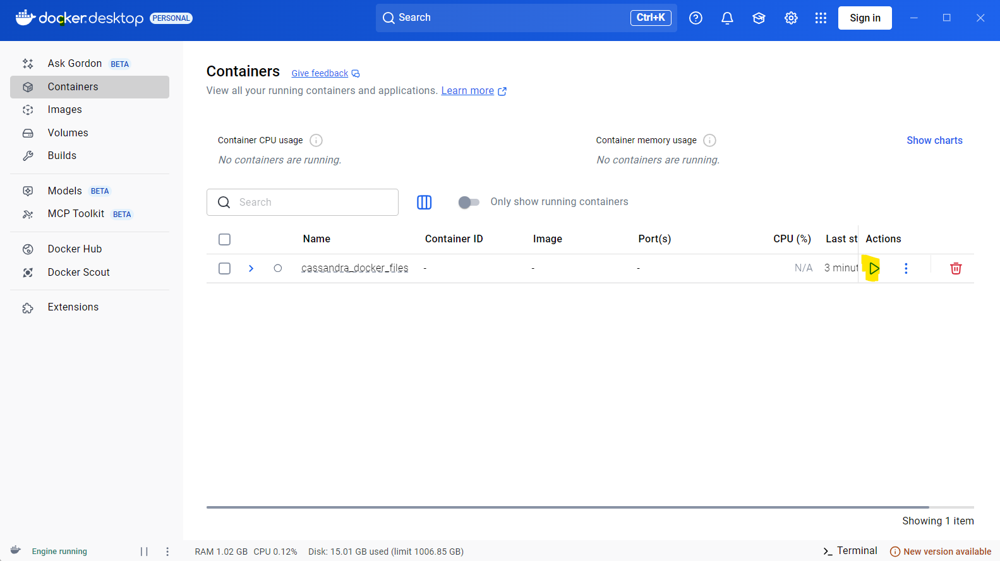 docker.desktop PERSONAL
Search Ctrl+K
Sign in
Ask Gordon BETA
Containers
Images
Volumes
Builds
Models BETA
MCP Toolkit BETA
Docker Hub
Docker Scout
Extensions
Containers Give feedback
View all your running containers and applications. Learn more
Container CPU usage
No containers are running.
Container memory usage
No containers are running.
Show charts
Search
Only show running containers
Name Container ID Image Port(s) CPU (%) Last st Actions
cassandra_docker_files - - - N/A 3 minut
Showing 1 item
Engine running
RAM 1.02 GB CPU 0.12% Disk: 15.01 GB used (limit 1006.85 GB)
Terminal
New version available